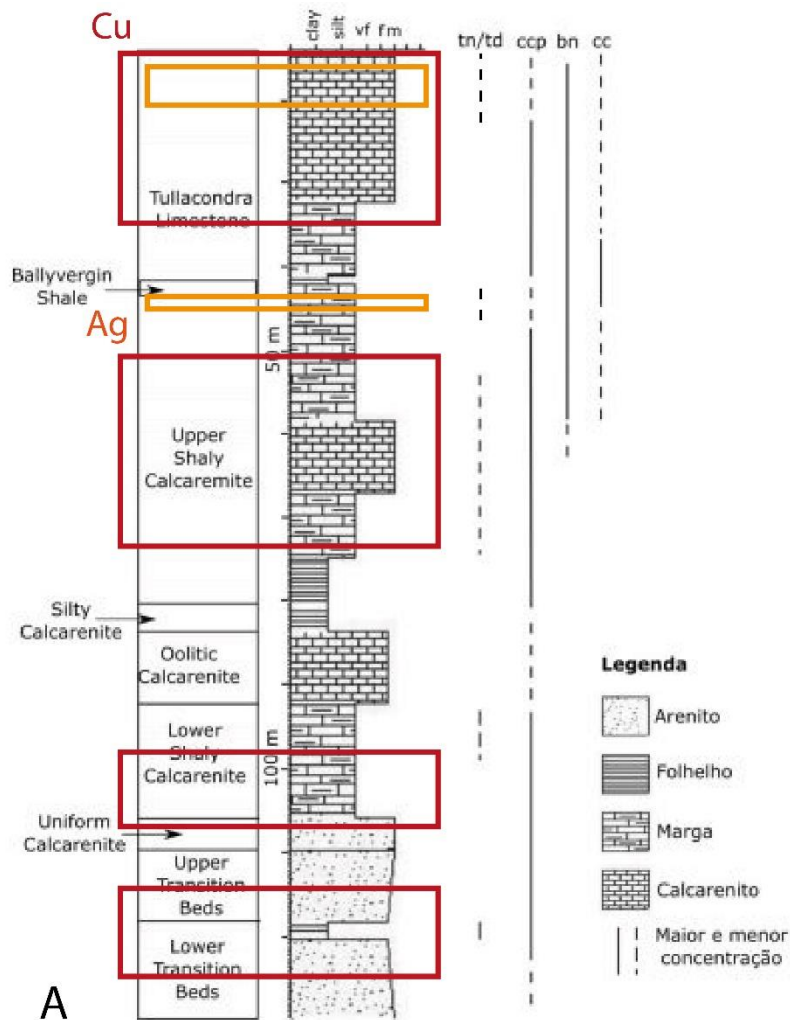 Cu
clay
silt
vf
f
m
tn/td
ccp
bn
cc
Tullacondra
Limestone
Ballyvergin
Shale
Ag
50 m
Upper
Shaly
Calcaremite
Silty
Calcarenite
Oolitic
Calcarenite
Lower
Shaly
Calcarenite
100 m
Uniform
Calcarenite
Upper
Transition
Beds
Lower
Transition
Beds
A
Legenda
Arenito
Folhelho
Marga
Calcarenito
Maior e menor
concentração